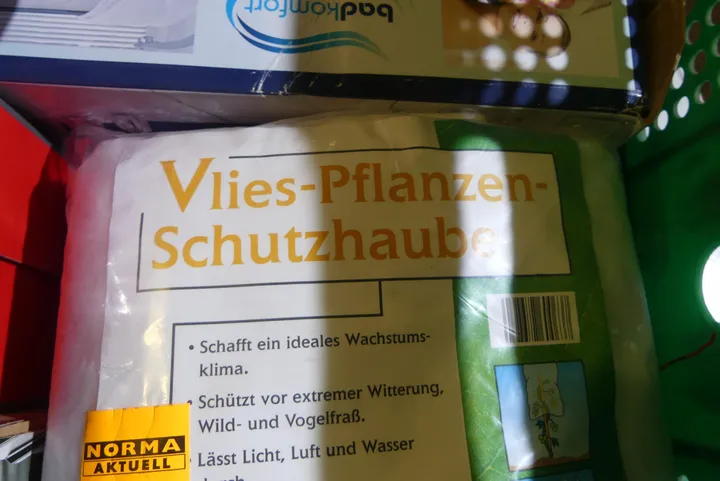 badkomfort
Vlies-Pflanzen-
Schutzhaube
• Schafft ein ideales Wachstums-
klima.
• Schützt vor extremer Witterung,
Wild- und Vogelfraß.
• Lässt Licht, Luft und Wasser
durch
NORMA
AKTUELL